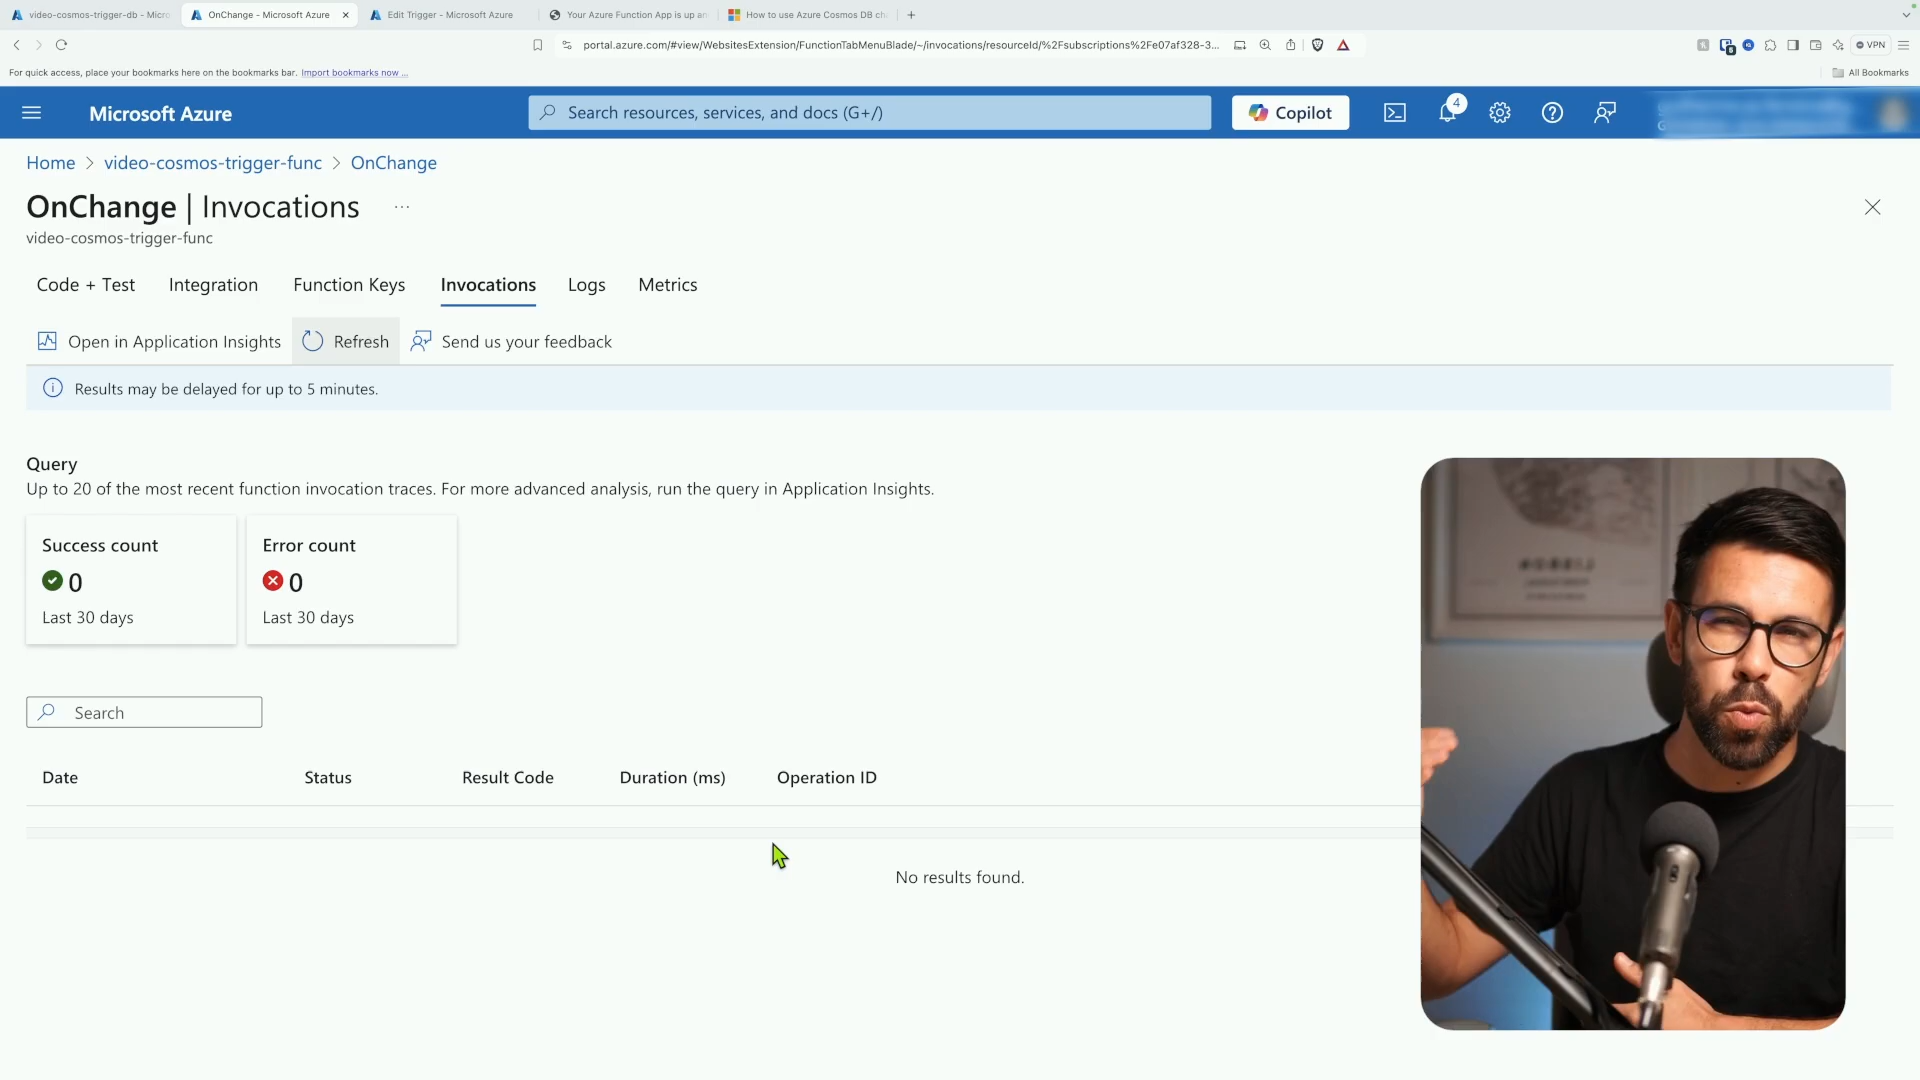 video-cosmos-trigger-db - Micro
OnChange - Microsoft Azure
Edit Trigger - Microsoft Azure
Your Azure Function App is up an
How to use Azure Cosmos DB ch
portal.azure.com/#view/WebsitesExtension/FunctionTabMenuBlade/~/invocations/resourceId/%2Fsubscriptions%2Fe07af328-3...
VPN
For quick access, place your bookmarks here on the bookmarks bar. Import bookmarks now ...
All Bookmarks
Microsoft Azure
Search resources, services, and docs (G+/)
Copilot
4
Home > video-cosmos-trigger-func > OnChange
OnChange | Invocations ...
video-cosmos-trigger-func
Code + Test
Integration
Function Keys
Invocations
Logs
Metrics
Open in Application Insights
Refresh
Send us your feedback
Results may be delayed for up to 5 minutes.
Query
Up to 20 of the most recent function invocation traces. For more advanced analysis, run the query in Application Insights.
Success count
0
Last 30 days
Error count
0
Last 30 days
Search
Date
Status
Result Code
Duration (ms)
Operation ID
No results found.